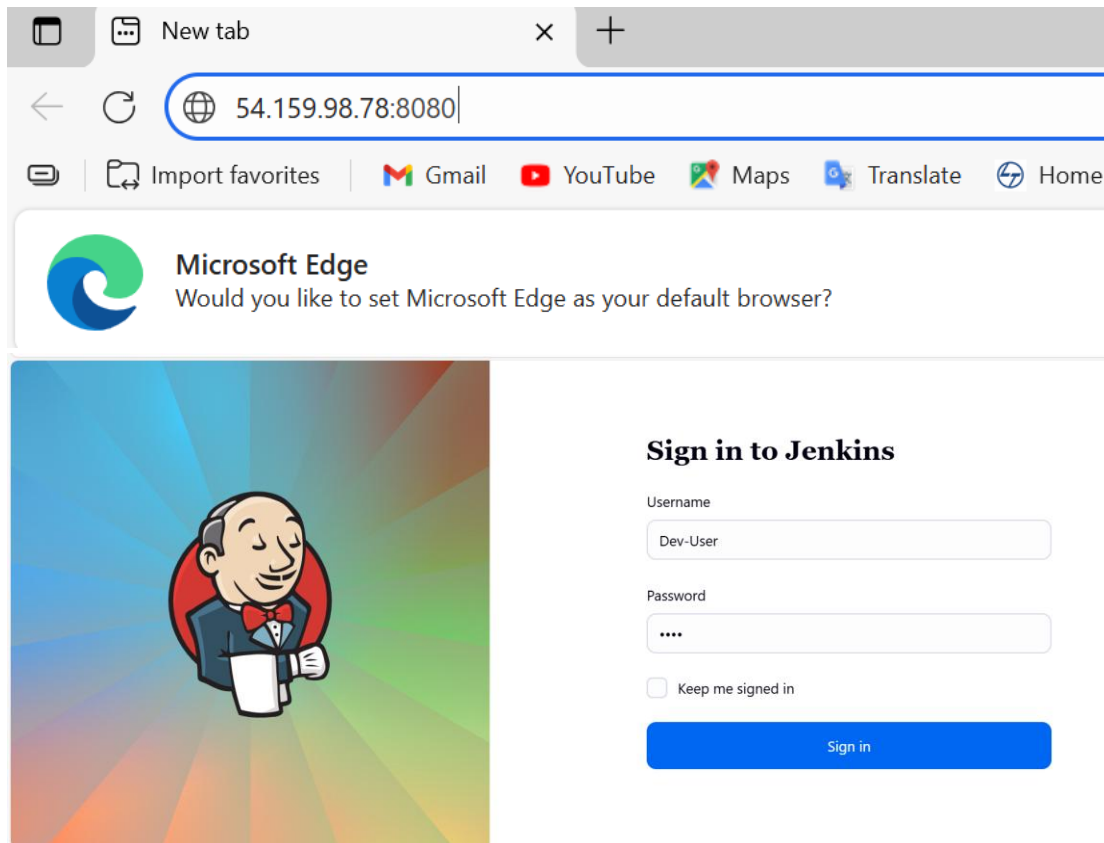 New tab
54.159.98.78:8080
Import favorites Gmail YouTube Maps Translate Home
Microsoft Edge
Would you like to set Microsoft Edge as your default browser?
Sign in to Jenkins
Username
Dev-User
Password
••••
Keep me signed in
Sign in